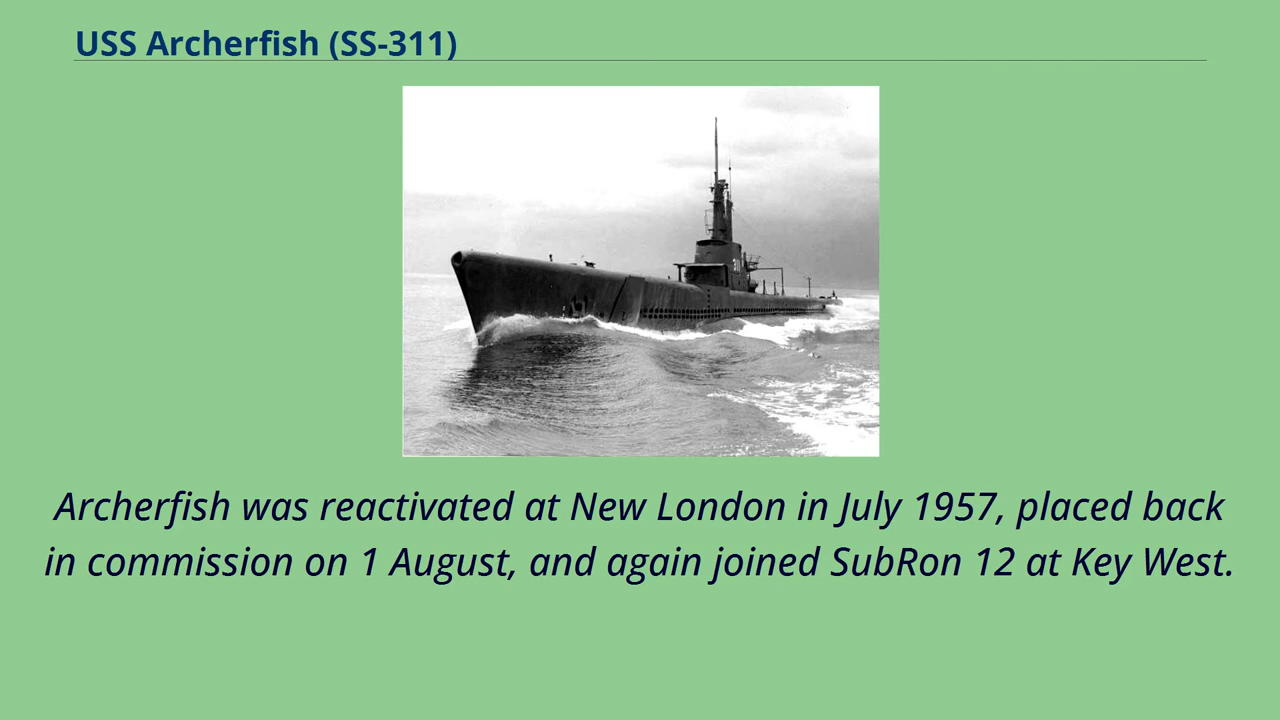 USS Archerfish (SS-311)
Archerfish was reactivated at New London in July 1957, placed back
in commission on 1 August, and again joined SubRon 12 at Key West.